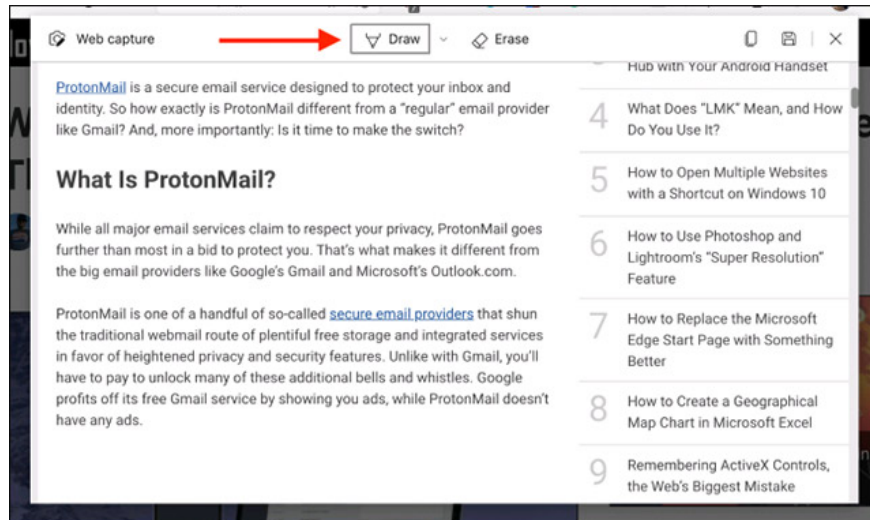 Web capture
Draw
Erase
ProtonMail is a secure email service designed to protect your inbox and
identity. So how exactly is ProtonMail different from a “regular” email provider
like Gmail? And, more importantly: Is it time to make the switch?
What Is ProtonMail?
While all major email services claim to respect your privacy, ProtonMail goes
further than most in a bid to protect you. That’s what makes it different from
the big email providers like Google’s Gmail and Microsoft’s Outlook.com.
ProtonMail is one of a handful of so-called secure email providers that shun
the traditional webmail route of plentiful free storage and integrated services
in favor of heightened privacy and security features. Unlike with Gmail, you’ll
have to pay to unlock many of these additional bells and whistles. Google
profits off its free Gmail service by showing you ads, while ProtonMail doesn’t
have any ads.
Hub with Your Android Handset
4 What Does “LMK” Mean, and How
Do You Use It?
5 How to Open Multiple Websites
with a Shortcut on Windows 10
6 How to Use Photoshop and
Lightroom’s “Super Resolution”
Feature
7 How to Replace the Microsoft
Edge Start Page with Something
Better
8 How to Create a Geographical
Map Chart in Microsoft Excel
9 Remembering ActiveX Controls,
the Web’s Biggest Mistake